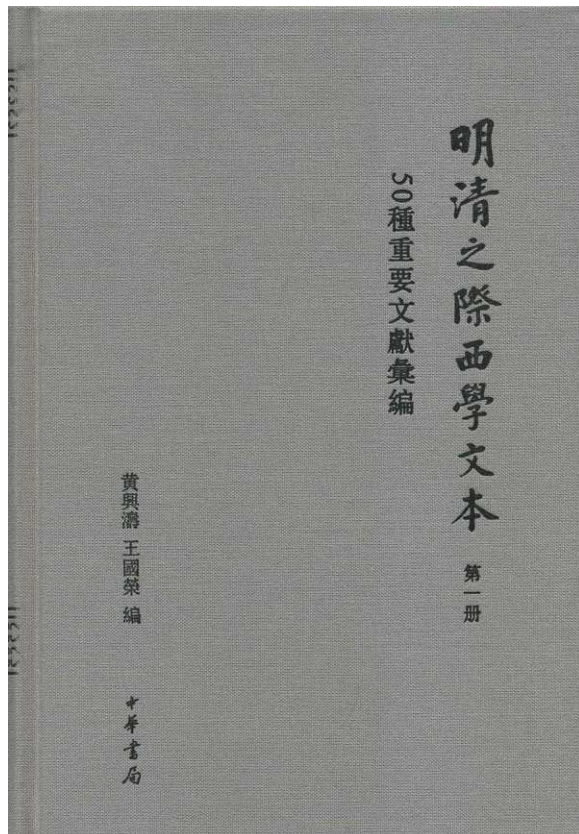 明清之際西學文本
第一册
50種重要文獻彙編
黄興濤 王國榮 編
中華書局